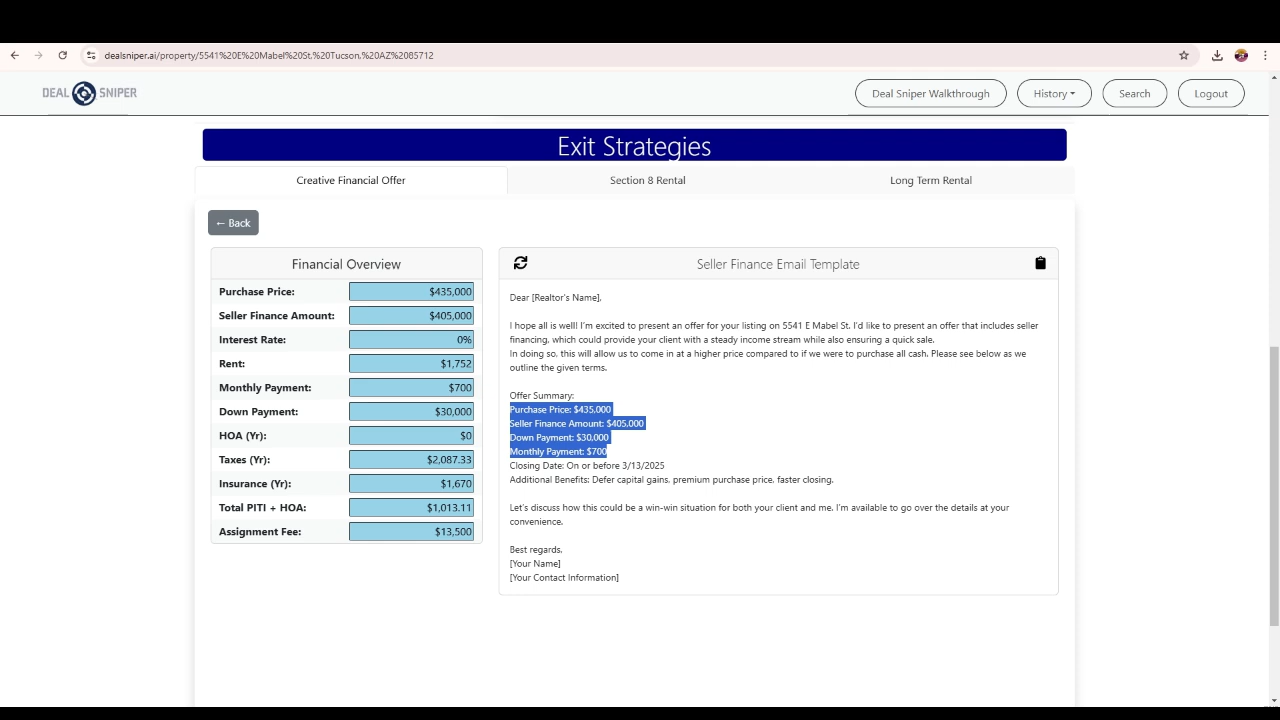 dealsniper.ai/property/5541%20E%20Mabel%20St,%20Tucson,%20AZ%2085712
DEAL SNIPER
Deal Sniper Walkthrough
History
Search
Logout
Exit Strategies
Creative Financial Offer
Section 8 Rental
Long Term Rental
← Back
Financial Overview
Purchase Price: $435,000
Seller Finance Amount: $405,000
Interest Rate: 0%
Rent: $1,752
Monthly Payment: $700
Down Payment: $30,000
HOA (Yr): $0
Taxes (Yr): $2,087.33
Insurance (Yr): $1,670
Total PITI + HOA: $1,013.11
Assignment Fee: $13,500
Seller Finance Email Template
Dear [Realtor's Name],
I hope all is well! I'm excited to present an offer for your listing on 5541 E Mabel St. I'd like to present an offer that includes seller
financing, which could provide your client with a steady income stream while also ensuring a quick sale.
In doing so, this will allow us to come in at a higher price compared to if we were to purchase all cash. Please see below as we
outline the given terms.
Offer Summary:
Purchase Price: $435,000
Seller Finance Amount: $405,000
Down Payment: $30,000
Monthly Payment: $700
Closing Date: On or before 3/13/2025
Additional Benefits: Defer capital gains, premium purchase price, faster closing.
Let's discuss how this could be a win-win situation for both your client and me. I'm available to go over the details at your
convenience.
Best regards,
[Your Name]
[Your Contact Information]